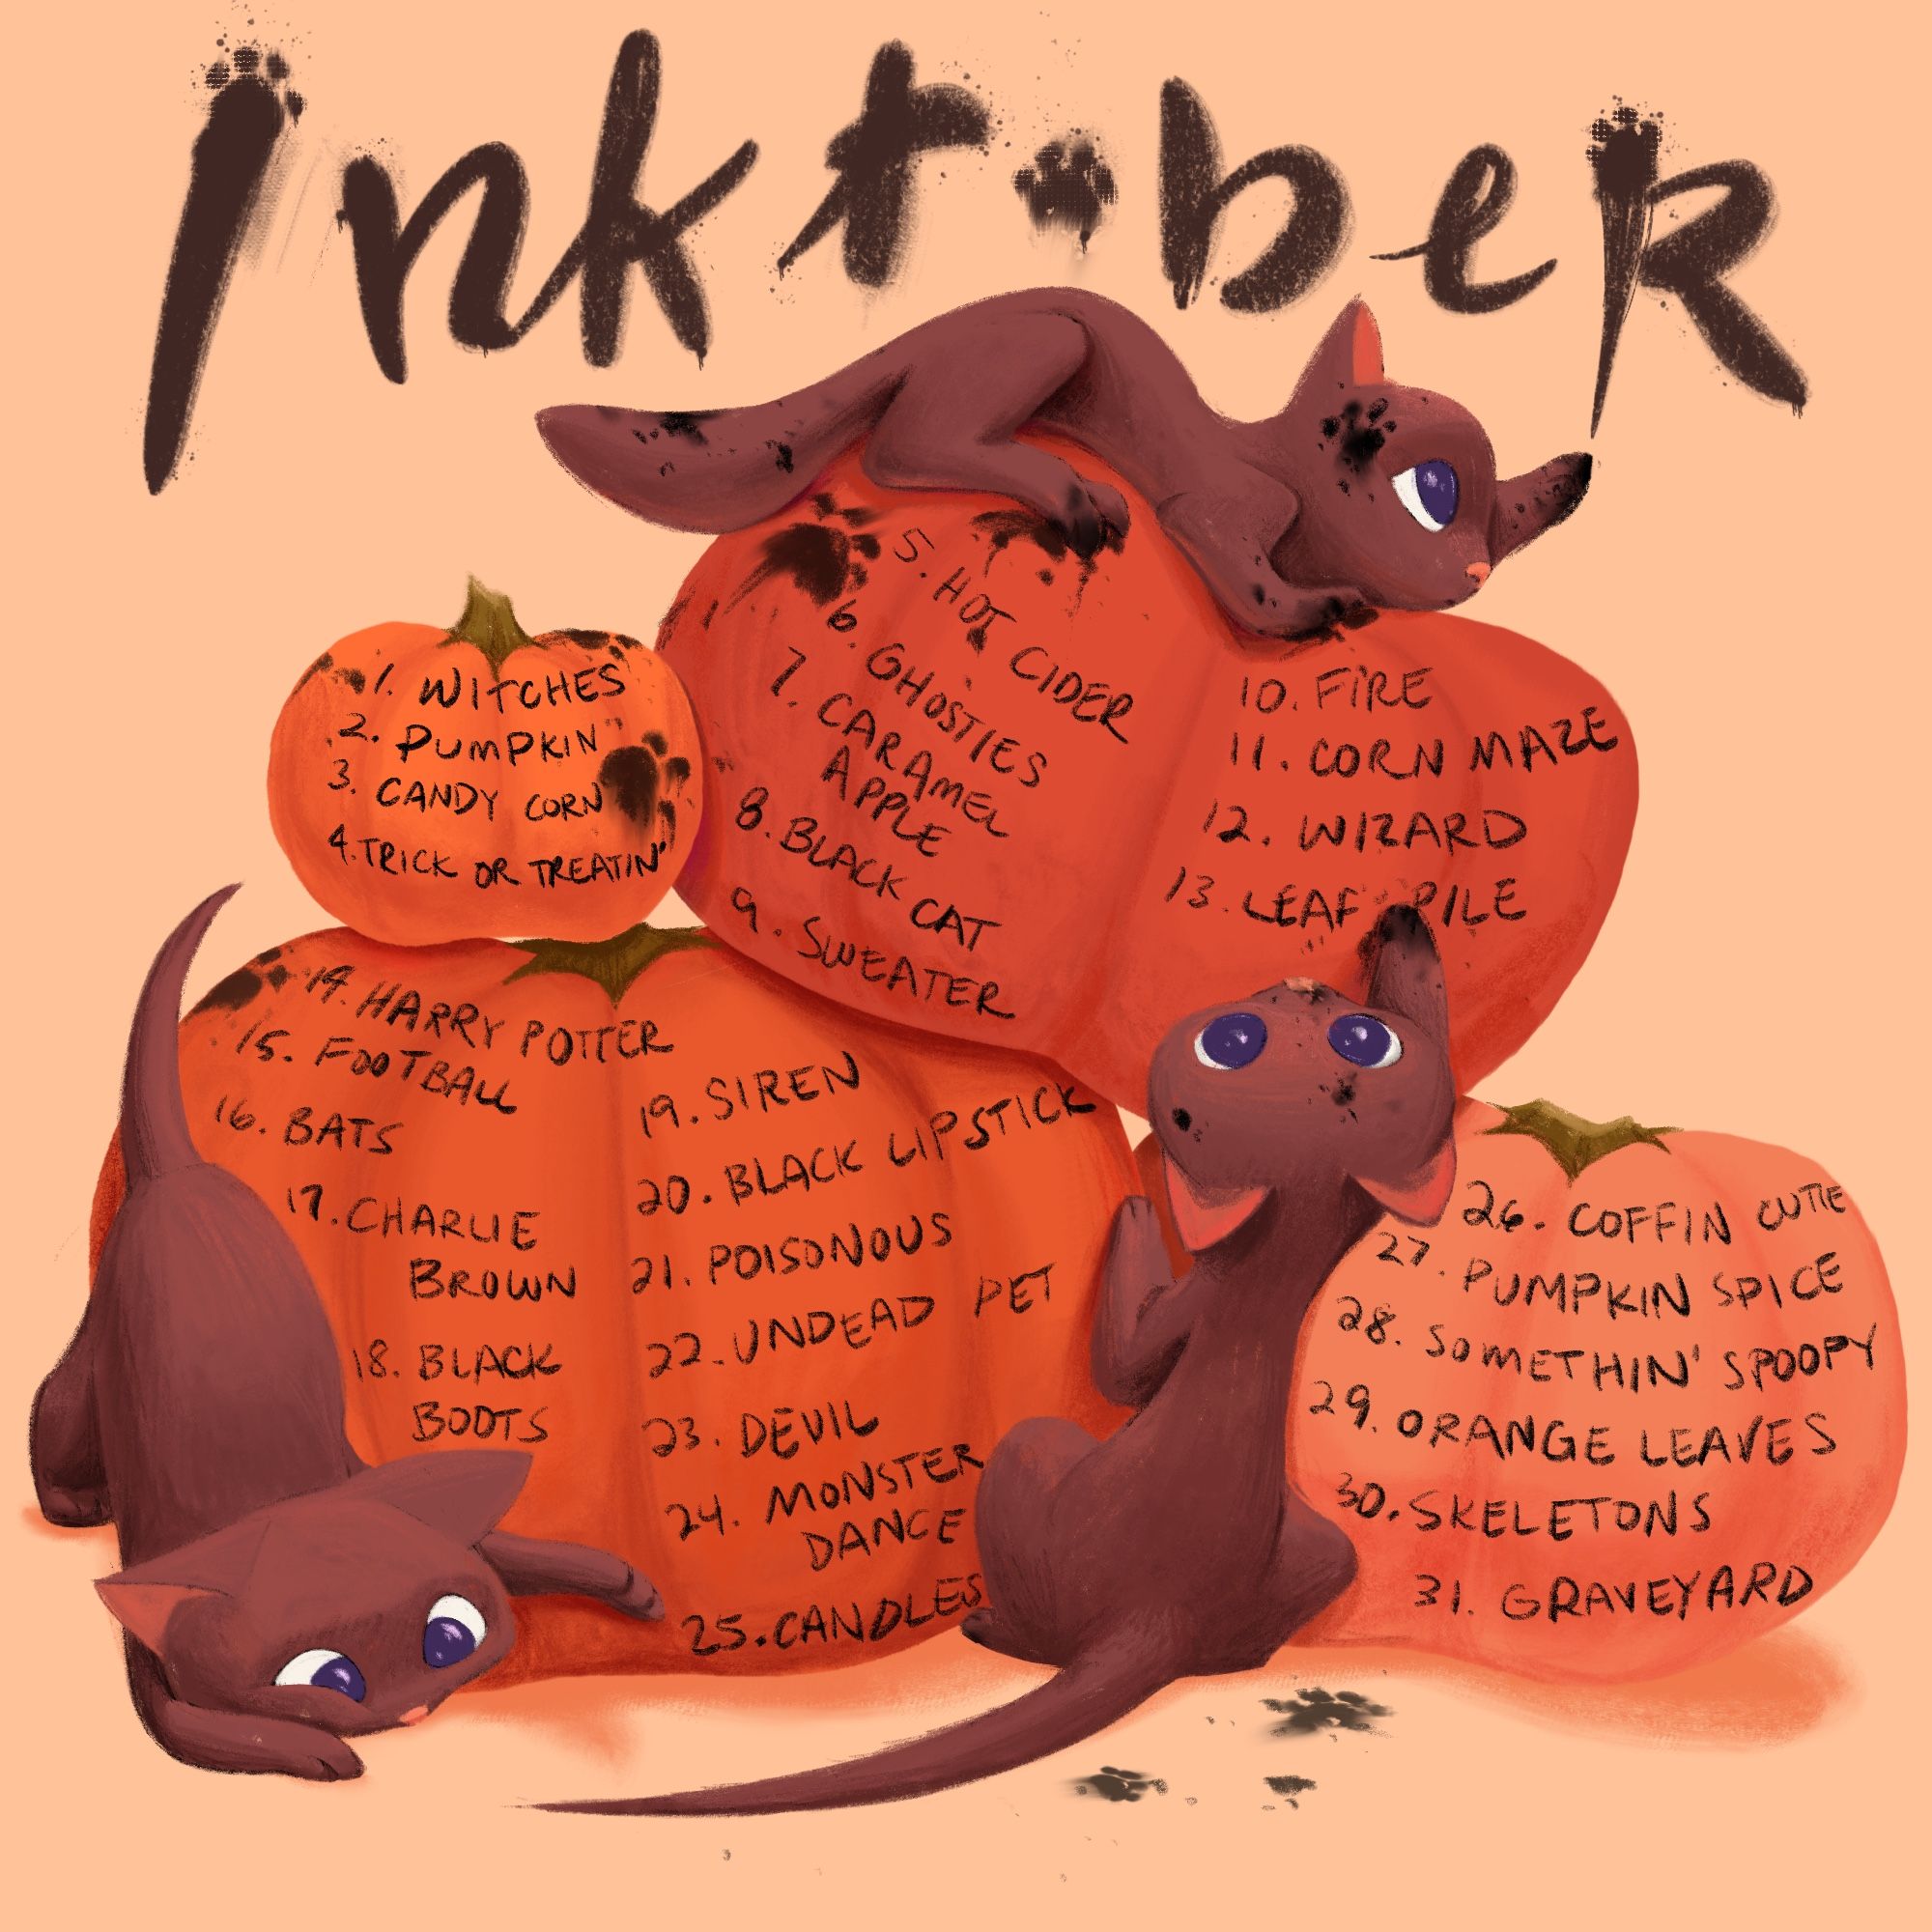 Inktober
1. WITCHES
2. PUMPKIN
3. CANDY CORN
4. TRICK OR TREATIN'
5. HOT CIDER
6. GHOSTIES
7. CARAMEL
APPLE
8. BLACK CAT
9. SWEATER
10. FIRE
11. CORN MAZE
12. WIZARD
13. LEAF PILE
14. HARRY POTTER
15. FOOTBALL
16. BATS
17. CHARLIE
BROWN
18. BLACK
BOOTS
19. SIREN
20. BLACK LIPSTICK
21. POISONOUS
22. UNDEAD PET
23. DEVIL
24. MONSTER
DANCE
25. CANDLES
26. COFFIN CUTIE
27. PUMPKIN SPICE
28. SOMETHIN' SPOOPY
29. ORANGE LEAVES
30. SKELETONS
31. GRAVEYARD